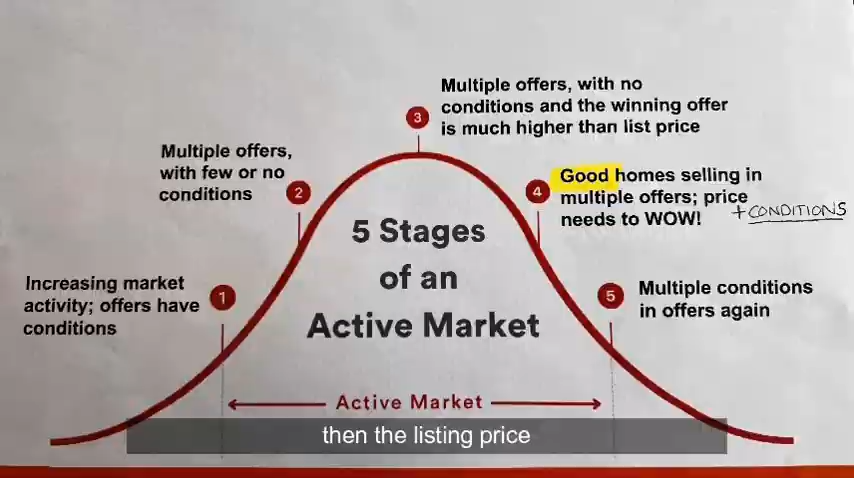 Multiple offers, with no
conditions and the winning offer
is much higher than list price
3
Multiple offers,
with few or no
conditions
2
4
Good homes selling in
multiple offers; price
needs to WOW!
+CONDITIONS
5 Stages
of an
Active Market
Increasing market
activity; offers have
conditions
1
5
Multiple conditions
in offers again
Active Market
then the listing price